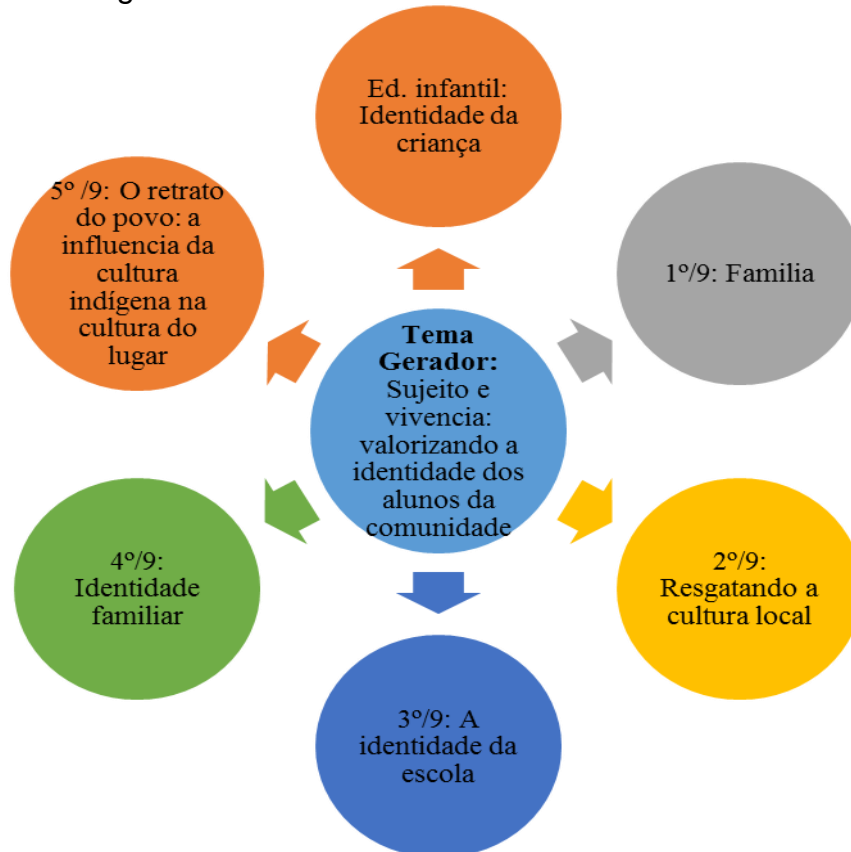 Ed. infantil:
Identidade da
criança
5º /9: O retrato
do povo: a
influencia da
cultura
indígena na
cultura do
lugar
1º/9: Familia
Tema
Gerador:
Sujeito e
vivencia:
valorizando a
identidade dos
alunos da
comunidade
4º/9:
Identidade
familiar
2º/9:
Resgatando a
cultura local
3º/9: A
identidade da
escola